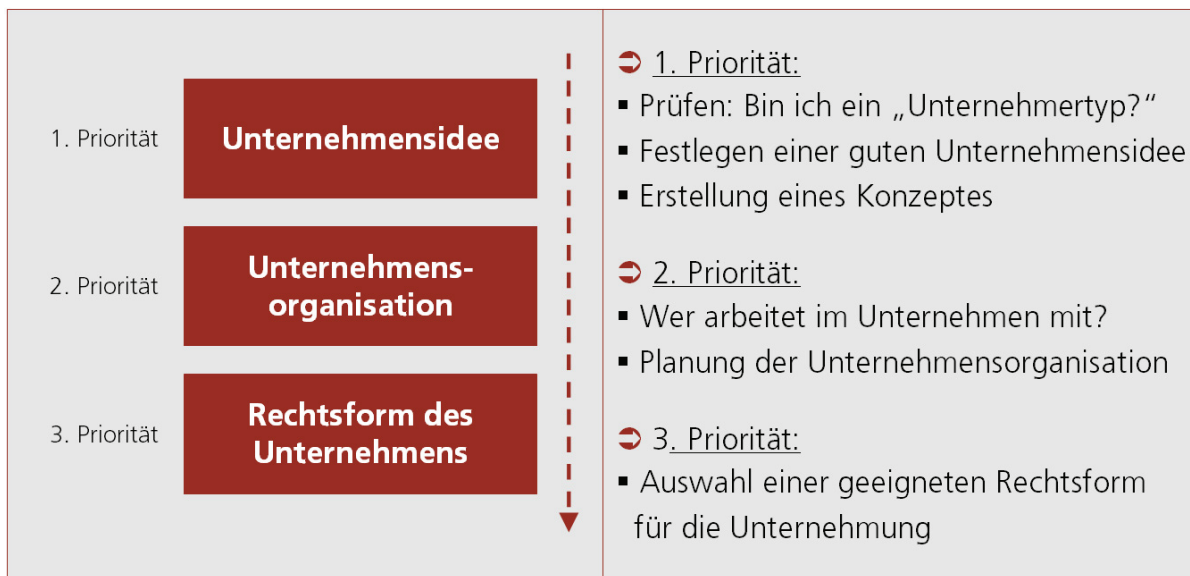 1. Priorität
Unternehmensidee
2. Priorität
Unternehmens-
organisation
3. Priorität
Rechtsform des
Unternehmens
➲ 1. Priorität:
▪ Prüfen: Bin ich ein „Unternehmertyp?“
▪ Festlegen einer guten Unternehmensidee
▪ Erstellung eines Konzeptes
➲ 2. Priorität:
▪ Wer arbeitet im Unternehmen mit?
▪ Planung der Unternehmensorganisation
➲ 3. Priorität:
▪ Auswahl einer geeigneten Rechtsform
für die Unternehmung